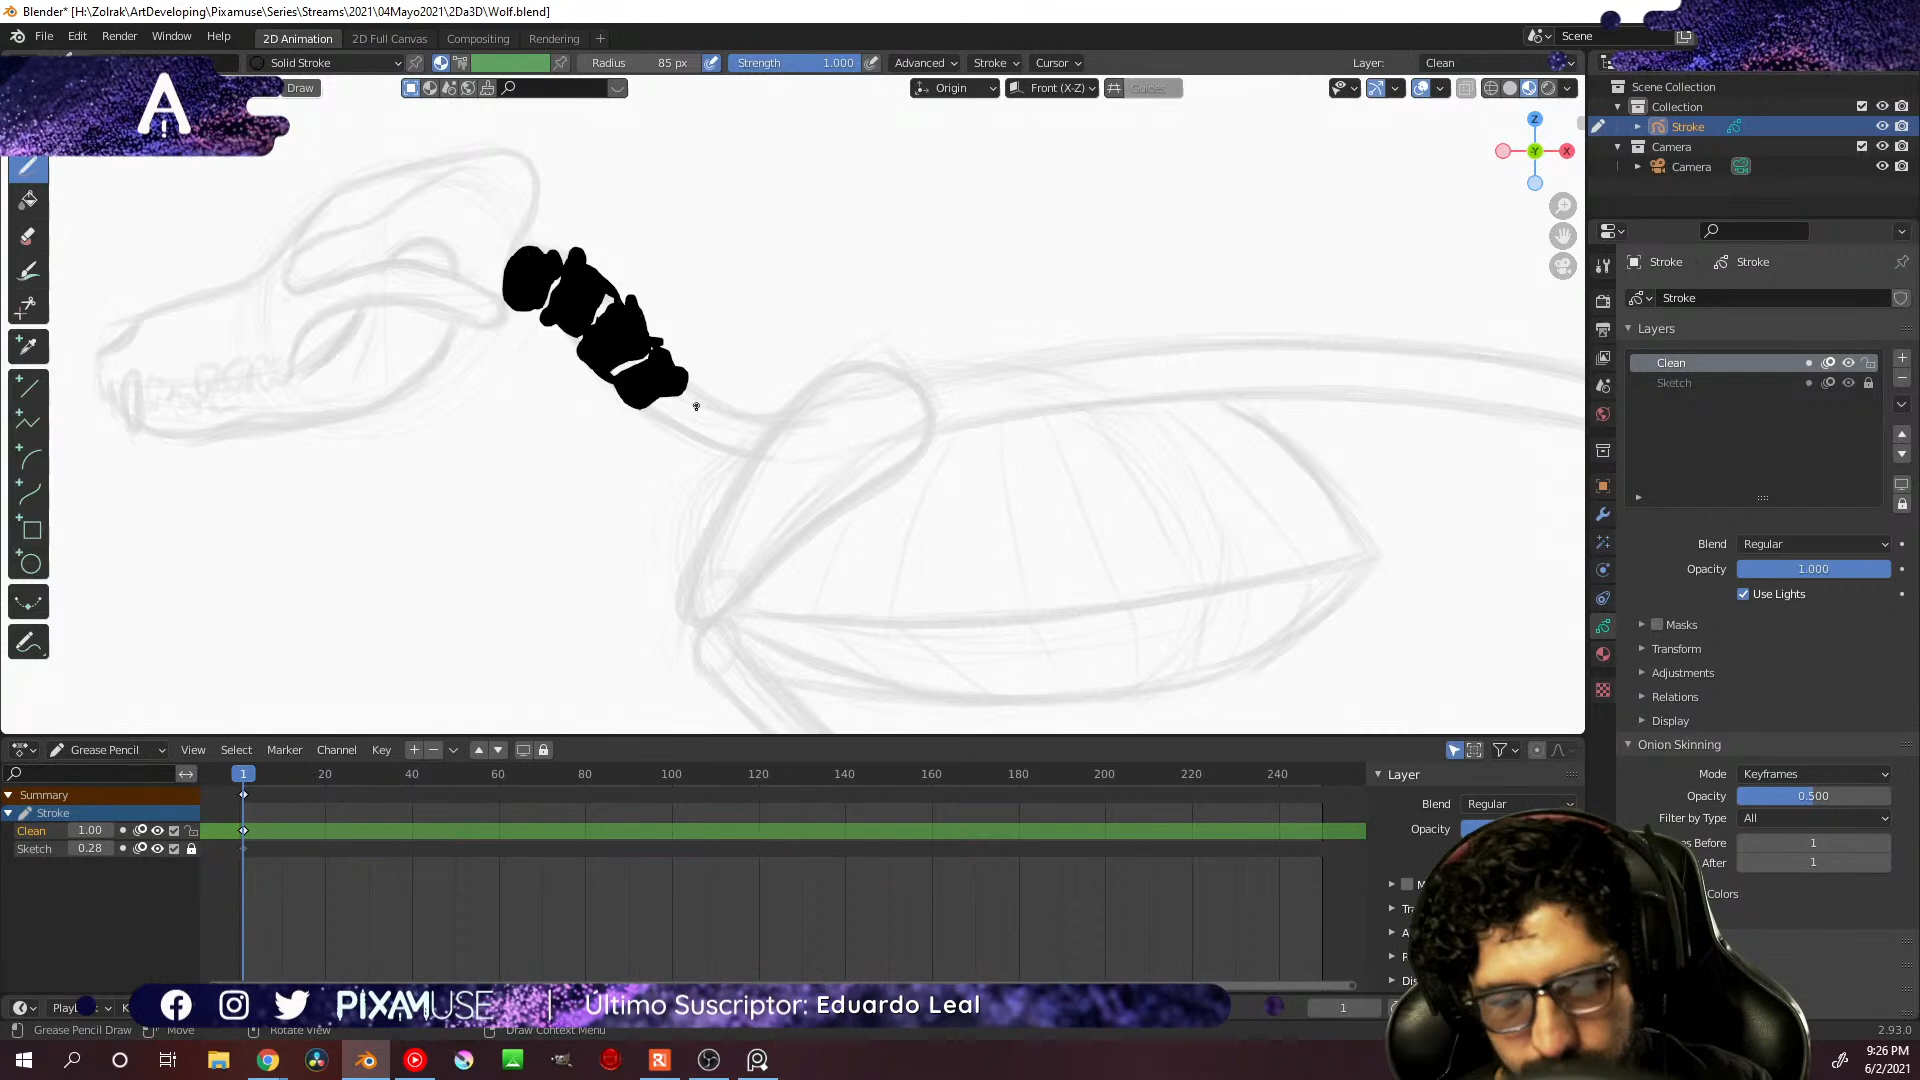 Blender* [H:\Zolrak\ArtDeveloping\Pixamuse\Series\Streams\2021\04Mayo2021\2Da3D\Wolf.blend]
File Edit Render Window Help 2D Animation 2D Full Canvas Compositing Rendering + Scene
Solid Stroke Radius 85 px Strength 1.000 Advanced Stroke Cursor Layer: Clean
Draw Origin Front (X-Z) Guides
A
Z
Y
X
Scene Collection
Collection
Stroke
Camera
Camera
Stroke Stroke
Stroke
Layers
Clean
Sketch
Blend Regular
Opacity 1.000
Use Lights
Masks
Transform
Adjustments
Relations
Display
Onion Skinning
Mode Keyframes
Opacity 0.500
Filter by Type All
es Before 1
After 1
Colors
Grease Pencil View Select Marker Channel Key
1 20 40 60 80 100 120 140 160 180 200 220 240
Summary
Stroke
Clean 1.00
Sketch 0.28
Layer
Blend Regular
Opacity
PIXAMUSE | Último Suscriptor: Eduardo Leal
1
Grease Pencil Draw Move Rotate View Draw Context Menu 2.93.0
9:26 PM
6/2/2021